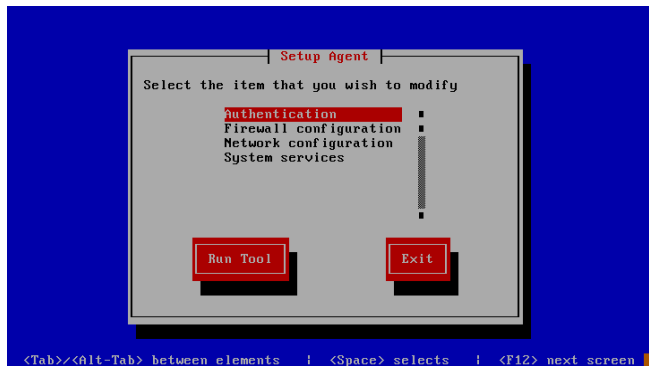 Setup Agent
Select the item that you wish to modify
Authentication
Firewall configuration
Network configuration
System services
Run Tool
Exit
<Tab>/<Alt-Tab> between elements | <Space> selects | <F12> next screen